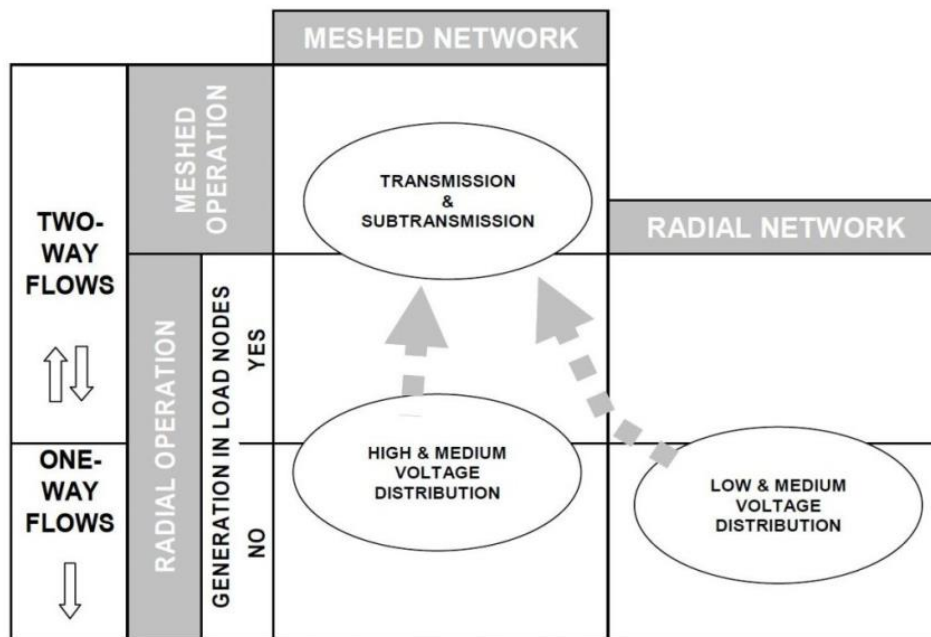 MESHED NETWORK
MESHED
OPERATION
TRANSMISSION
&
SUBTRANSMISSION
TWO-
WAY
FLOWS
RADIAL NETWORK
RADIAL OPERATION
GENERATION IN LOAD NODES
YES
NO
HIGH & MEDIUM
VOLTAGE
DISTRIBUTION
ONE-
WAY
FLOWS
LOW & MEDIUM
VOLTAGE
DISTRIBUTION